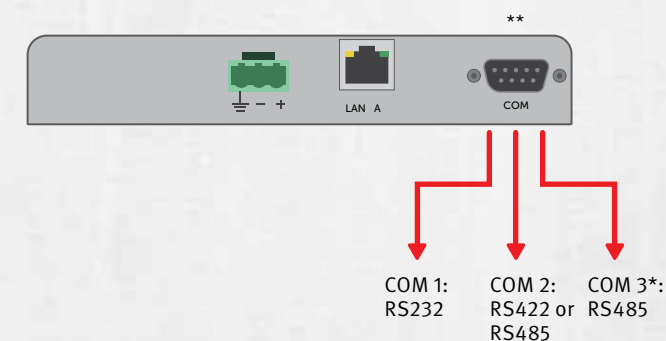 **
− +
LAN A
COM
COM 1:
RS232
COM 2:
RS422 or
RS485
COM 3*:
RS485